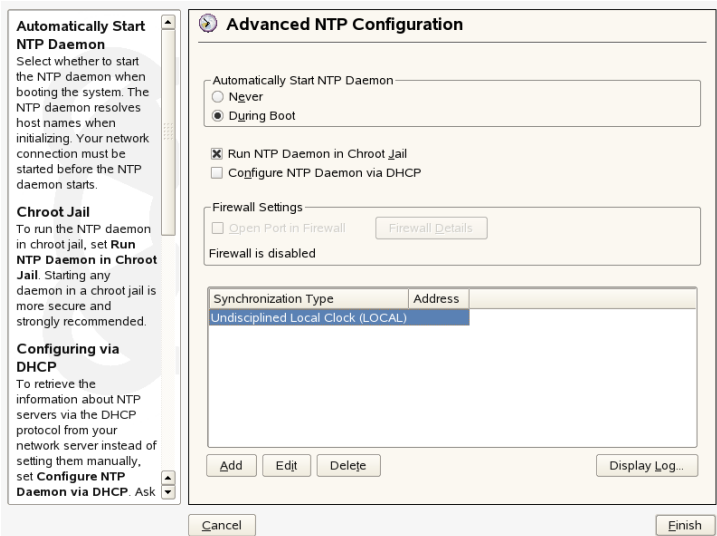 Automatically Start
NTP Daemon
Select whether to start
the NTP daemon when
booting the system. The
NTP daemon resolves
host names when
initializing. Your network
connection must be
started before the NTP
daemon starts.
Chroot Jail
To run the NTP daemon
in chroot jail, set Run
NTP Daemon in Chroot
Jail. Starting any
daemon in a chroot jail is
more secure and
strongly recommended.
Configuring via
DHCP
To retrieve the
information about NTP
servers via the DHCP
protocol from your
network server instead of
setting them manually,
set Configure NTP
Daemon via DHCP. Ask
Advanced NTP Configuration
Automatically Start NTP Daemon
Never
During Boot
Run NTP Daemon in Chroot Jail
Configure NTP Daemon via DHCP
Firewall Settings
Open Port in Firewall Firewall Details
Firewall is disabled
Synchronization Type Address
Undisciplined Local Clock (LOCAL)
Add Edit Delete Display Log...
Cancel Finish